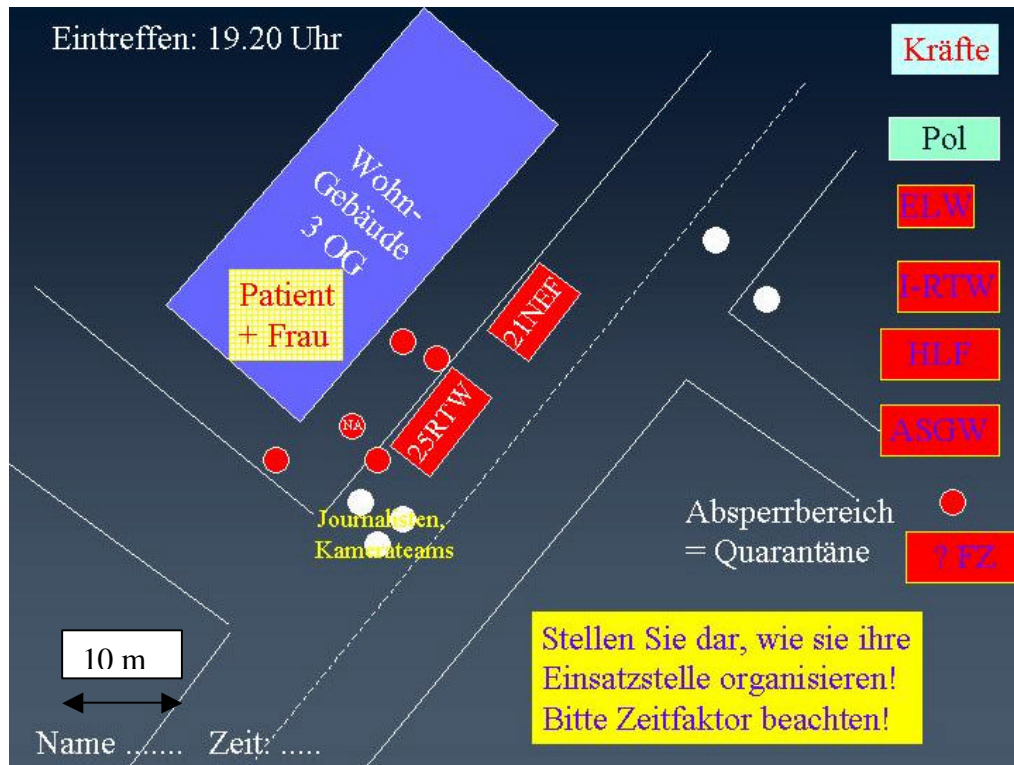 Eintreffen: 19.20 Uhr
Kräfte
Pol
ELW
I-RTW
HLF
ASGW
? FZ
Wohn-
Gebäude
3 OG
Patient
+ Frau
21NEF
25RTW
NA
Journalisten,
Kamerateams
Absperrbereich
= Quarantäne
Stellen Sie dar, wie sie ihre
Einsatzstelle organisieren!
Bitte Zeitfaktor beachten!
10 m
Name ....... Zeit: .....